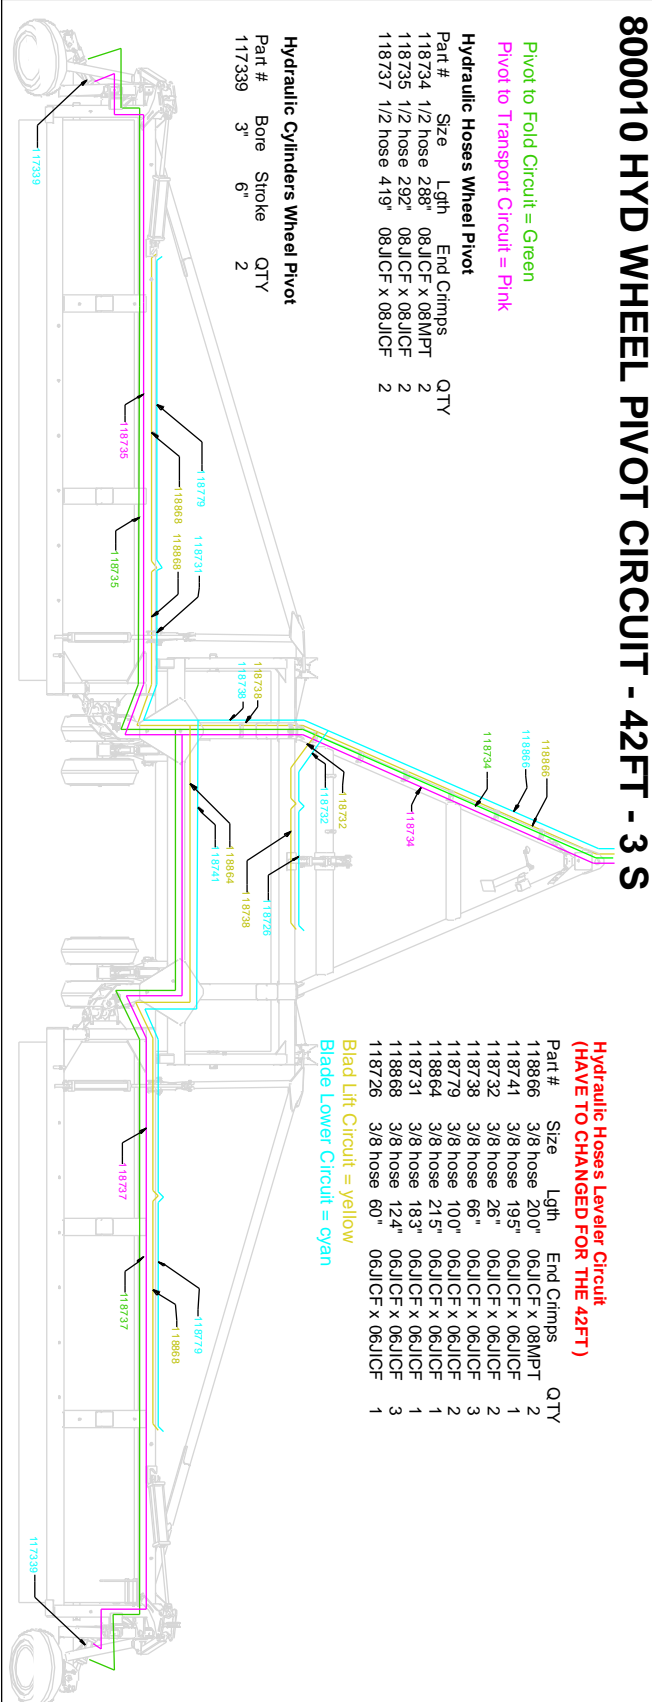 800010 HYD WHEEL PIVOT CIRCUIT - 42FT - 3 S
Pivot to Fold Circuit = Green
Pivot to Transport Circuit = Pink
Hydraulic Hoses Wheel Pivot
Part # Size Lgth End Crimps QTY
118734 1/2 hose 288" 08JICF x 08MPT 2
118735 1/2 hose 292" 08JICF x 08JICF 2
118737 1/2 hose 419" 08JICF x 08JICF 2
Hydraulic Cylinders Wheel Pivot
Part # Bore Stroke QTY
117339 3" 6" 2
Hydraulic Hoses Leveler Circuit
(HAVE TO CHANGED FOR THE 42FT)
Part # Size Lgth End Crimps QTY
118866 3/8 hose 200" 06JICF x 08MPT 2
118741 3/8 hose 195" 06JICF x 06JICF 1
118732 3/8 hose 26" 06JICF x 06JICF 2
118738 3/8 hose 66" 06JICF x 06JICF 3
118779 3/8 hose 100" 06JICF x 06JICF 2
118864 3/8 hose 215" 06JICF x 06JICF 1
118731 3/8 hose 183" 06JICF x 06JICF 1
118868 3/8 hose 124" 06JICF x 06JICF 3
118726 3/8 hose 60" 06JICF x 06JICF 1
Blad Lift Circuit = yellow
Blade Lower Circuit = cyan
118866
118866
118734
118734
118732
118732
118738
118738
118726
118738
118741
118864
118779
118868
118731
118868
118735
118735
117339
118779
118868
118737
118737
117339